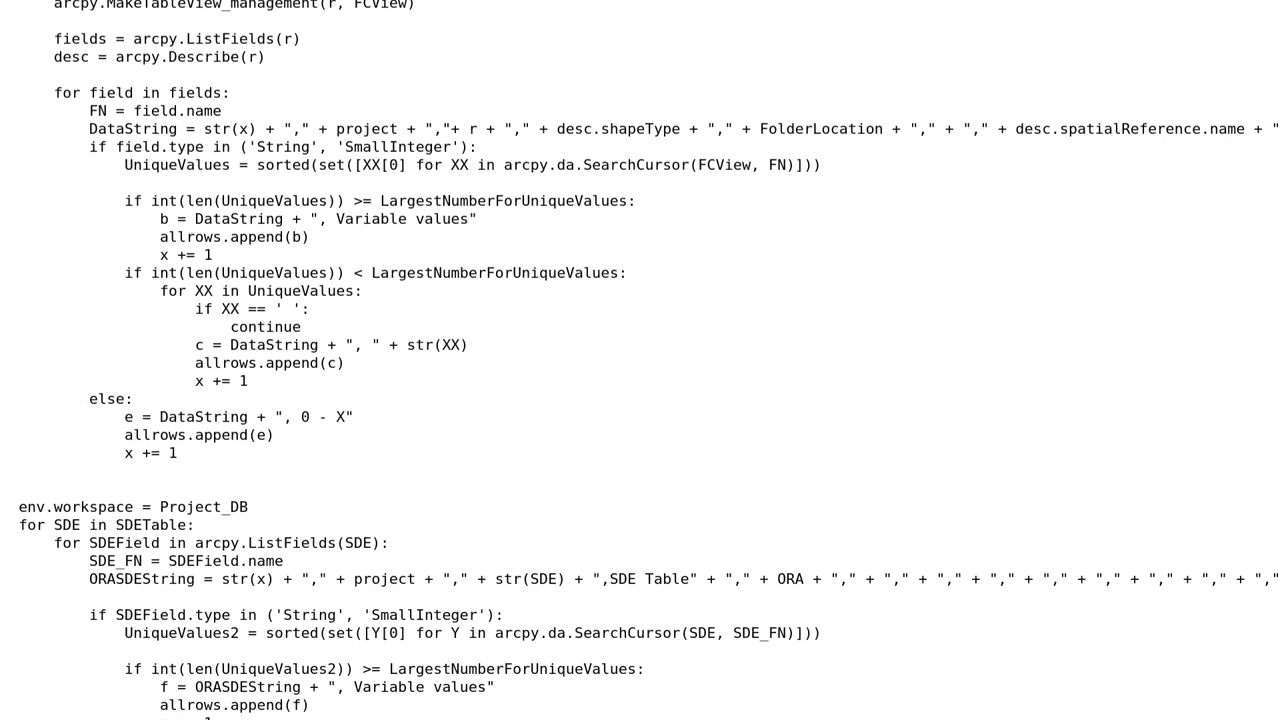 arcpy.MakeTableView_management(r, FCView)

    fields = arcpy.ListFields(r)
    desc = arcpy.Describe(r)

    for field in fields:
        FN = field.name
        DataString = str(x) + "," + project + ","+ r + "," + desc.shapeType + "," + FolderLocation + "," + "," + desc.spatialReference.name + "
        if field.type in ('String', 'SmallInteger'):
            UniqueValues = sorted(set([XX[0] for XX in arcpy.da.SearchCursor(FCView, FN)]))

            if int(len(UniqueValues)) >= LargestNumberForUniqueValues:
                b = DataString + ", Variable values"
                allrows.append(b)
                x += 1
            if int(len(UniqueValues)) < LargestNumberForUniqueValues:
                for XX in UniqueValues:
                    if XX == ' ':
                        continue
                    c = DataString + ", " + str(XX)
                    allrows.append(c)
                    x += 1
        else:
            e = DataString + ", 0 - X"
            allrows.append(e)
            x += 1


env.workspace = Project_DB
for SDE in SDETable:
    for SDEField in arcpy.ListFields(SDE):
        SDE_FN = SDEField.name
        ORASDEString = str(x) + "," + project + "," + str(SDE) + ",SDE Table" + "," + ORA + "," + "," + "," + "," + "," + "," + "," + "," + "," + ","

        if SDEField.type in ('String', 'SmallInteger'):
            UniqueValues2 = sorted(set([Y[0] for Y in arcpy.da.SearchCursor(SDE, SDE_FN)]))

            if int(len(UniqueValues2)) >= LargestNumberForUniqueValues:
                f = ORASDEString + ", Variable values"
                allrows.append(f)